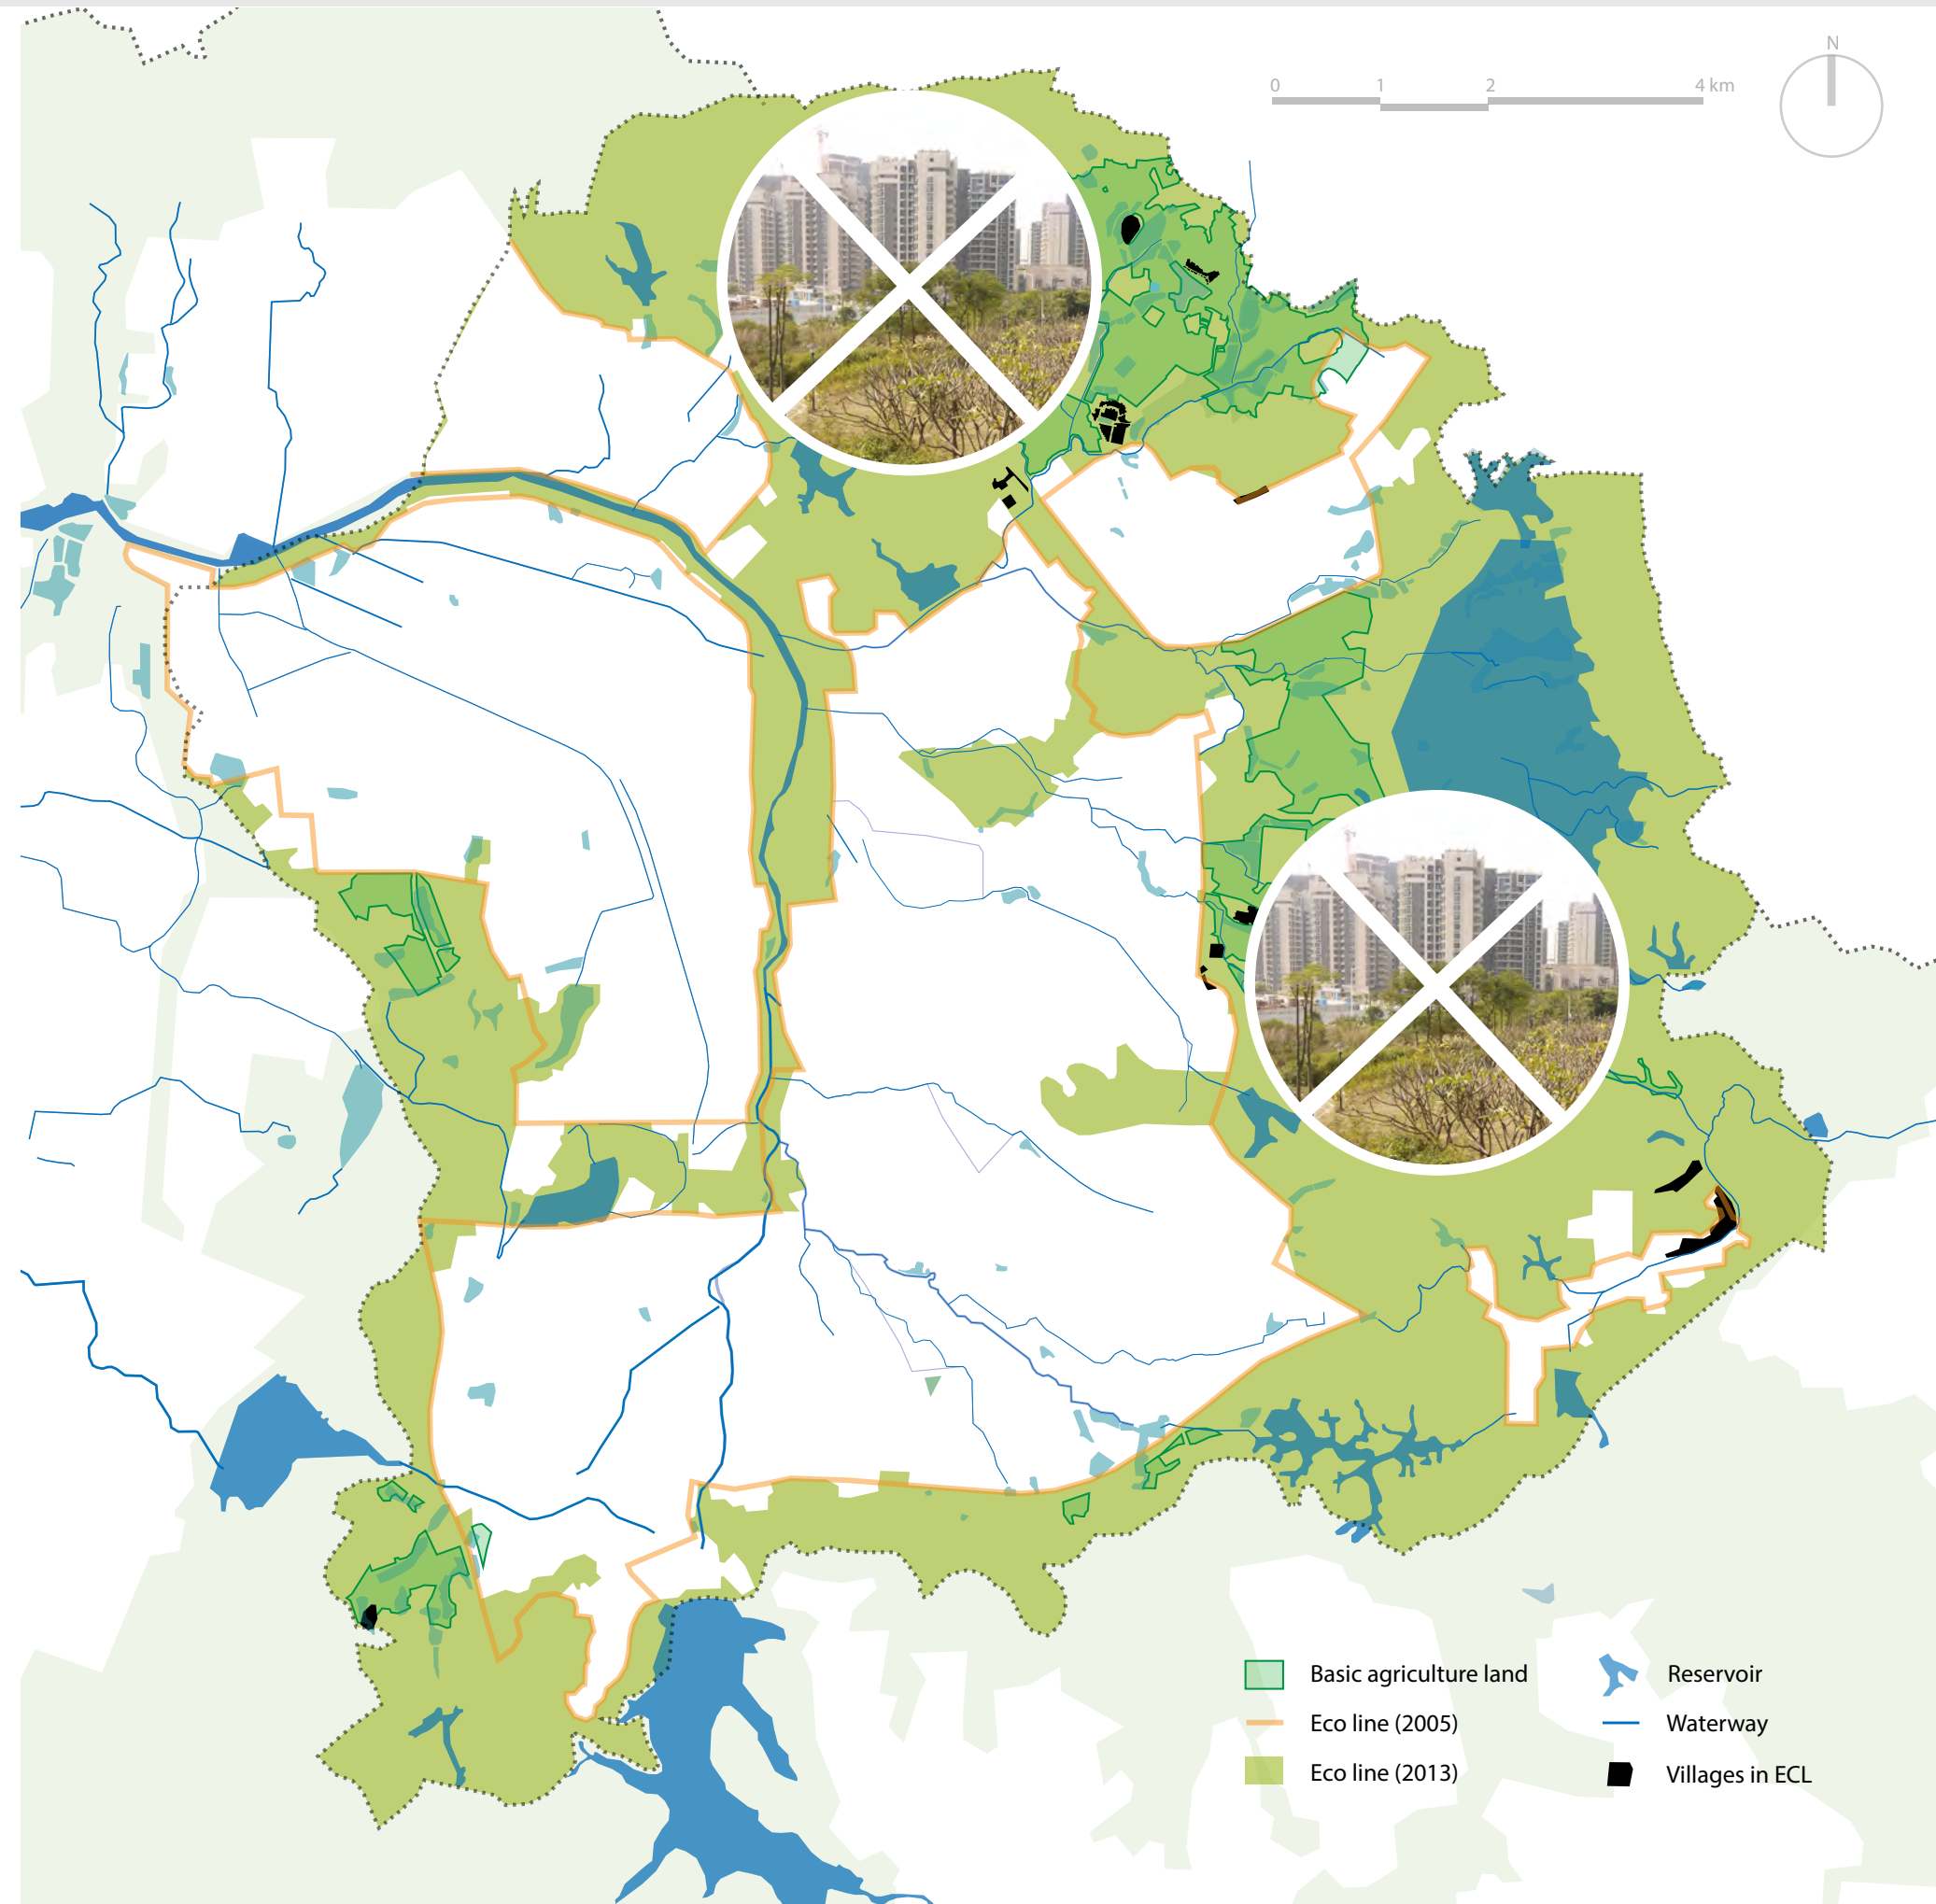 N
0 1 2 4 km
Basic agriculture land
Eco line (2005)
Eco line (2013)
Reservoir
Waterway
Villages in ECL